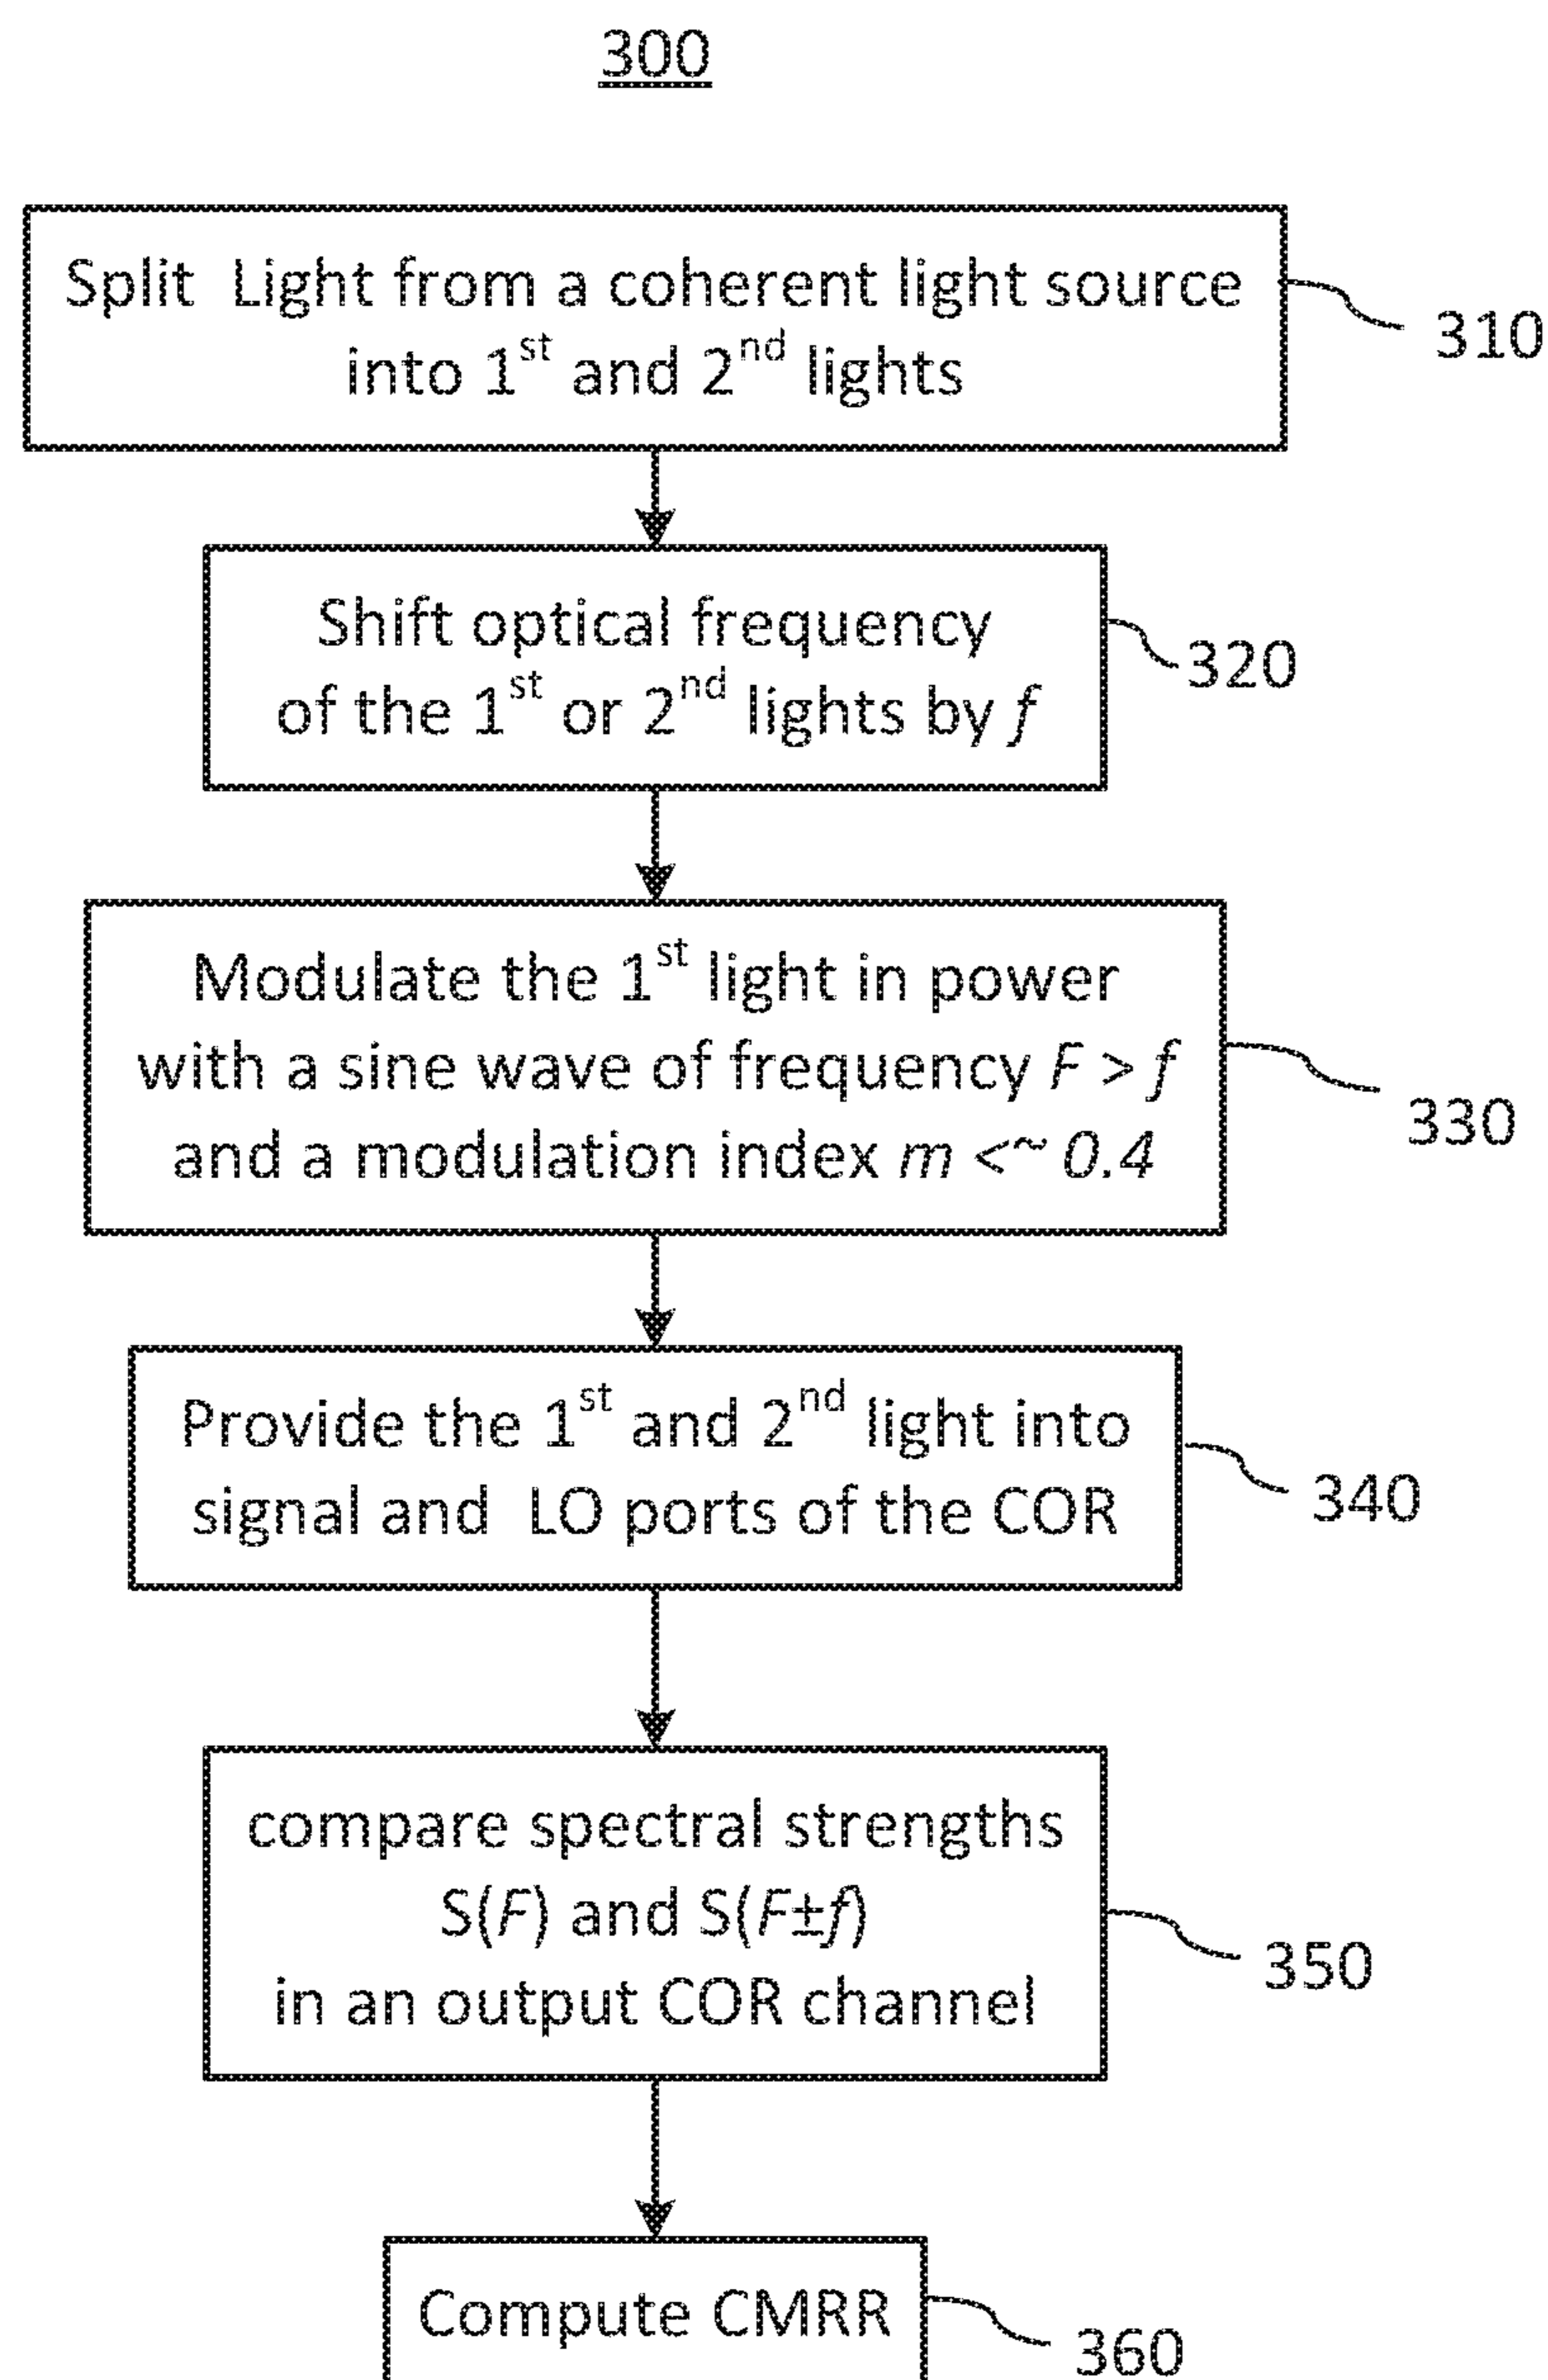 300
Split Light from a coherent light source
into 1st and 2nd lights
310
Shift optical frequency
of the 1st or 2nd lights by f
320
Modulate the 1st light in power
with a sine wave of frequency F > f
and a modulation index m <~ 0.4
330
Provide the 1st and 2nd light into
signal and LO ports of the COR
340
compare spectral strengths
S(F) and S(F±f)
in an output COR channel
350
Compute CMRR
360